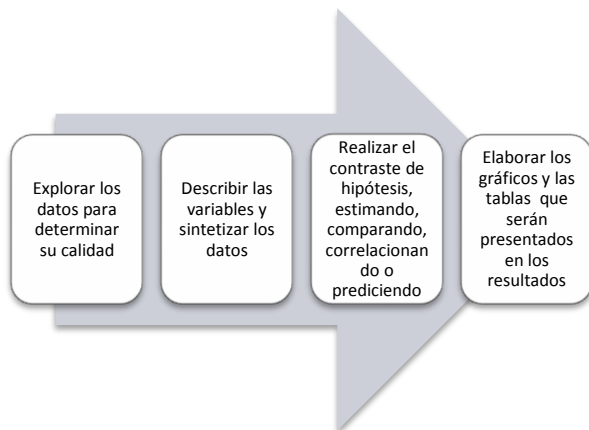 Explorar los
datos para
determinar
su calidad
Describir las
variables y
sintetizar los
datos
Realizar el
contraste de
hipótesis,
estimando,
comparando,
correlacionan
do o
prediciendo
Elaborar los
gráficos y las
tablas que
serán
presentados
en los
resultados